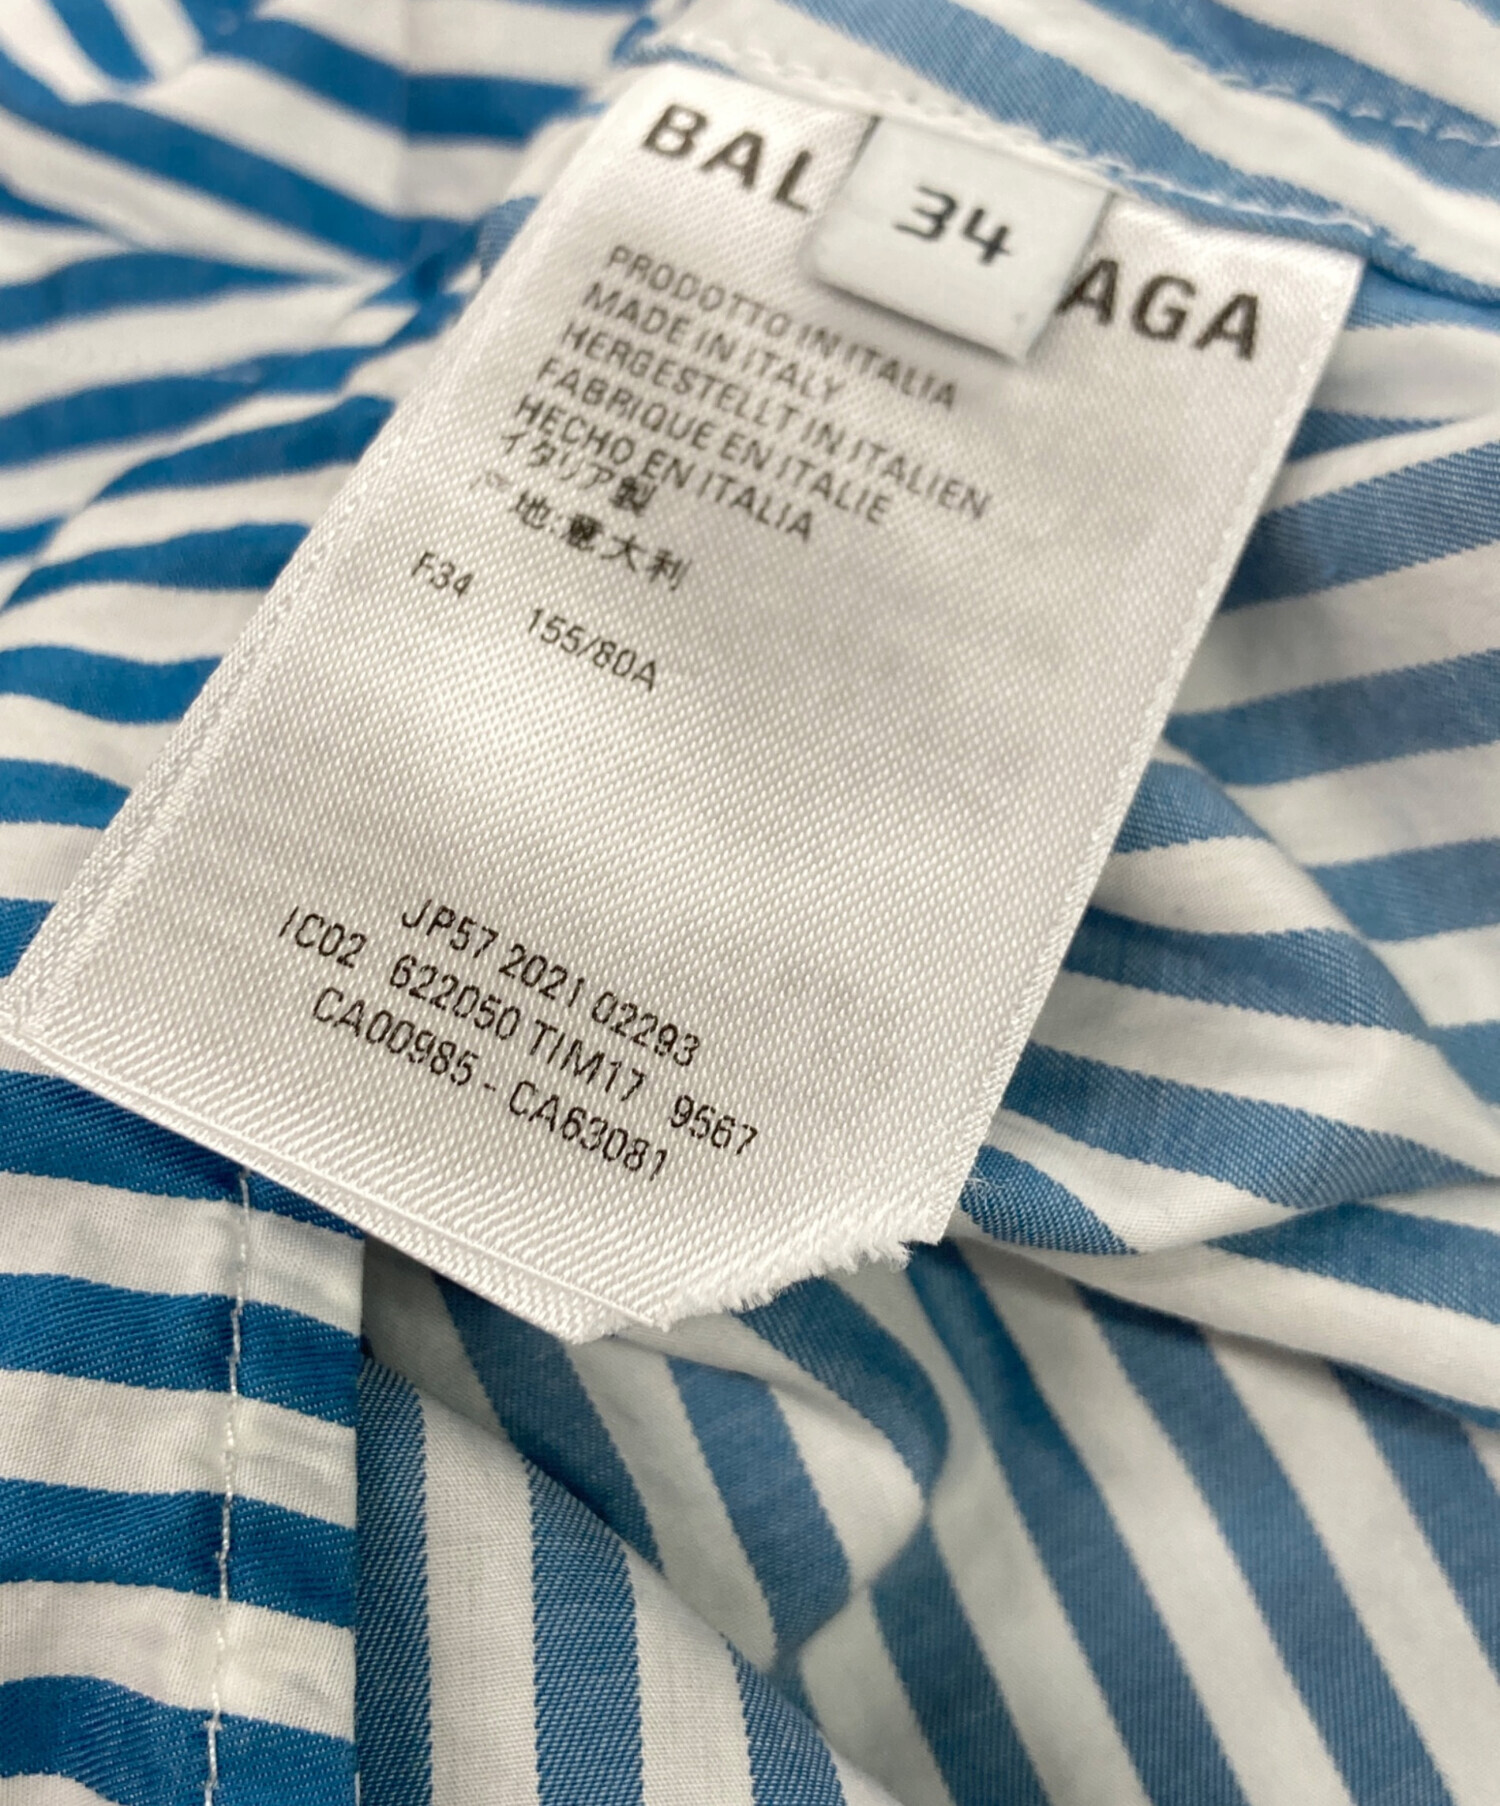 BAL 34 AGA
PRODOTTO IN ITALIA
MADE IN ITALY
HERGESTELLT IN ITALIEN
FABRIQUE EN ITALIE
HECHO EN ITALIA
イタリア製
产地:意大利
F34 155/80A
JP57 2021 02293
IC02 622050 TIM17 9567
CA00985 - CA63081